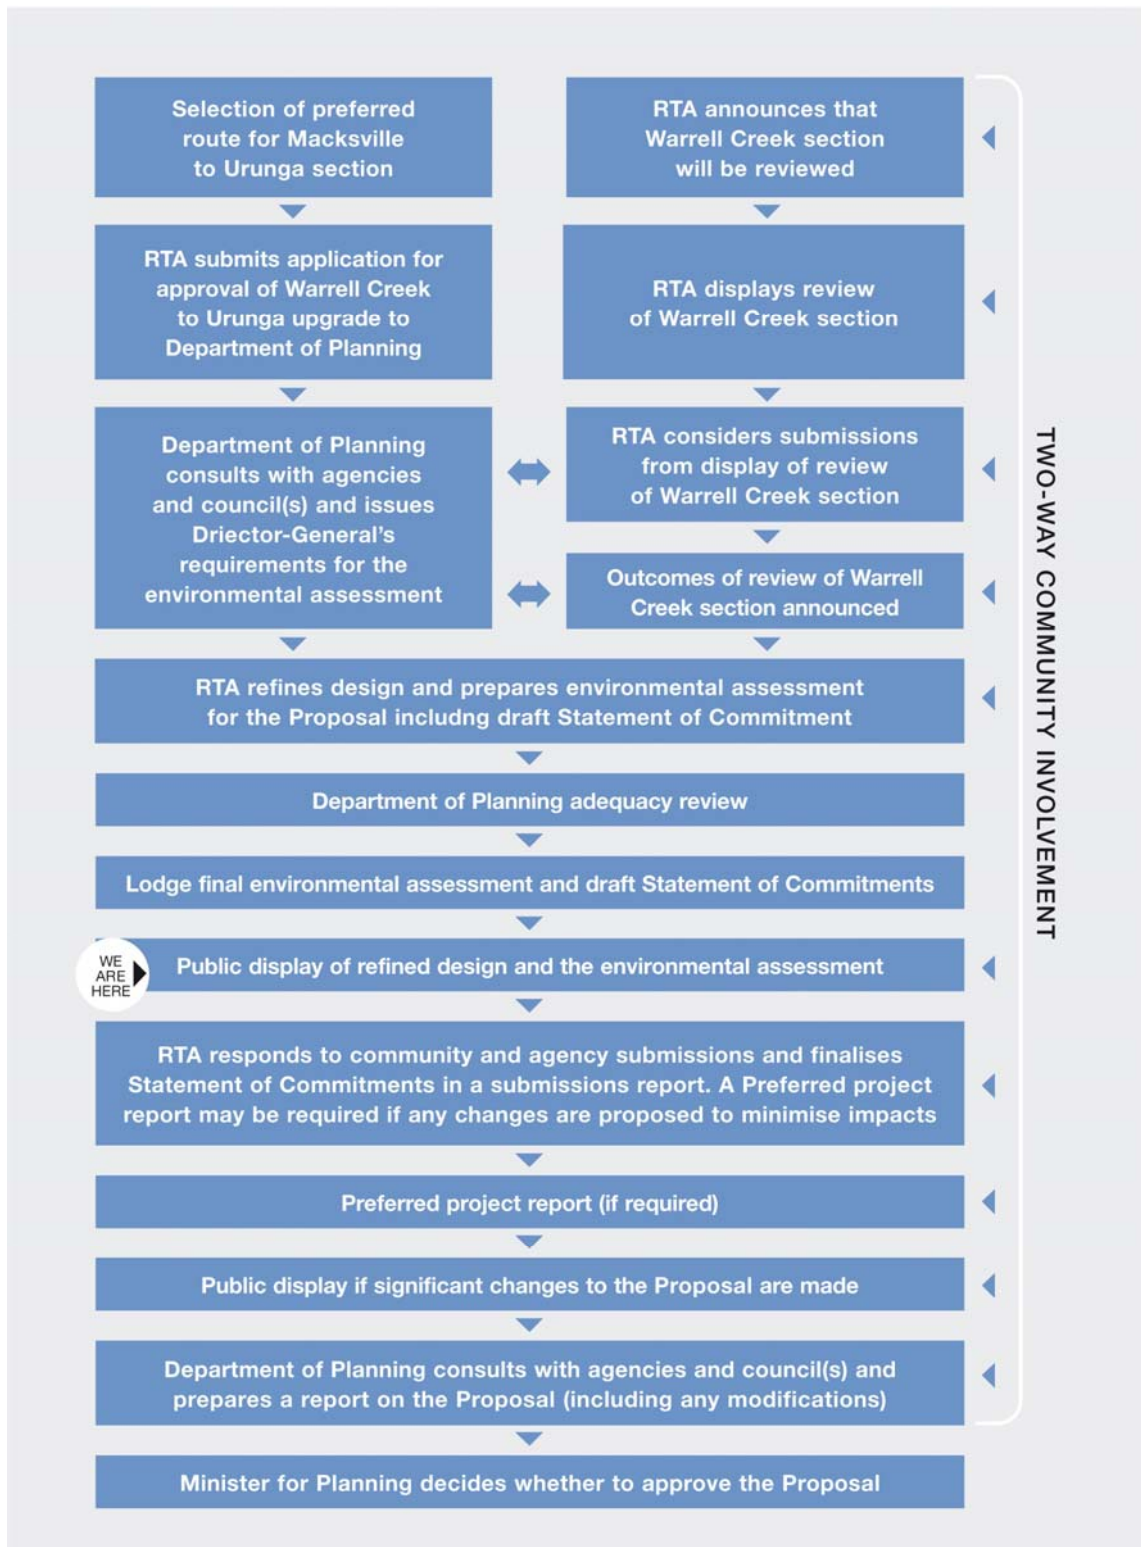 Selection of preferred
route for Macksville
to Urunga section
RTA announces that
Warrell Creek section
will be reviewed
RTA submits application for
approval of Warrell Creek
to Urunga upgrade to
Department of Planning
RTA displays review
of Warrell Creek section
Department of Planning
consults with agencies
and council(s) and issues
Driector-General's
requirements for the
environmental assessment
RTA considers submissions
from display of review
of Warrell Creek section
Outcomes of review of Warrell
Creek section announced
RTA refines design and prepares environmental assessment
for the Proposal includng draft Statement of Commitment
Department of Planning adequacy review
Lodge final environmental assessment and draft Statement of Commitments
WE
ARE
HERE
Public display of refined design and the environmental assessment
RTA responds to community and agency submissions and finalises
Statement of Commitments in a submissions report. A Preferred project
report may be required if any changes are proposed to minimise impacts
Preferred project report (if required)
Public display if significant changes to the Proposal are made
Department of Planning consults with agencies and council(s) and
prepares a report on the Proposal (including any modifications)
Minister for Planning decides whether to approve the Proposal
TWO-WAY COMMUNITY INVOLVEMENT